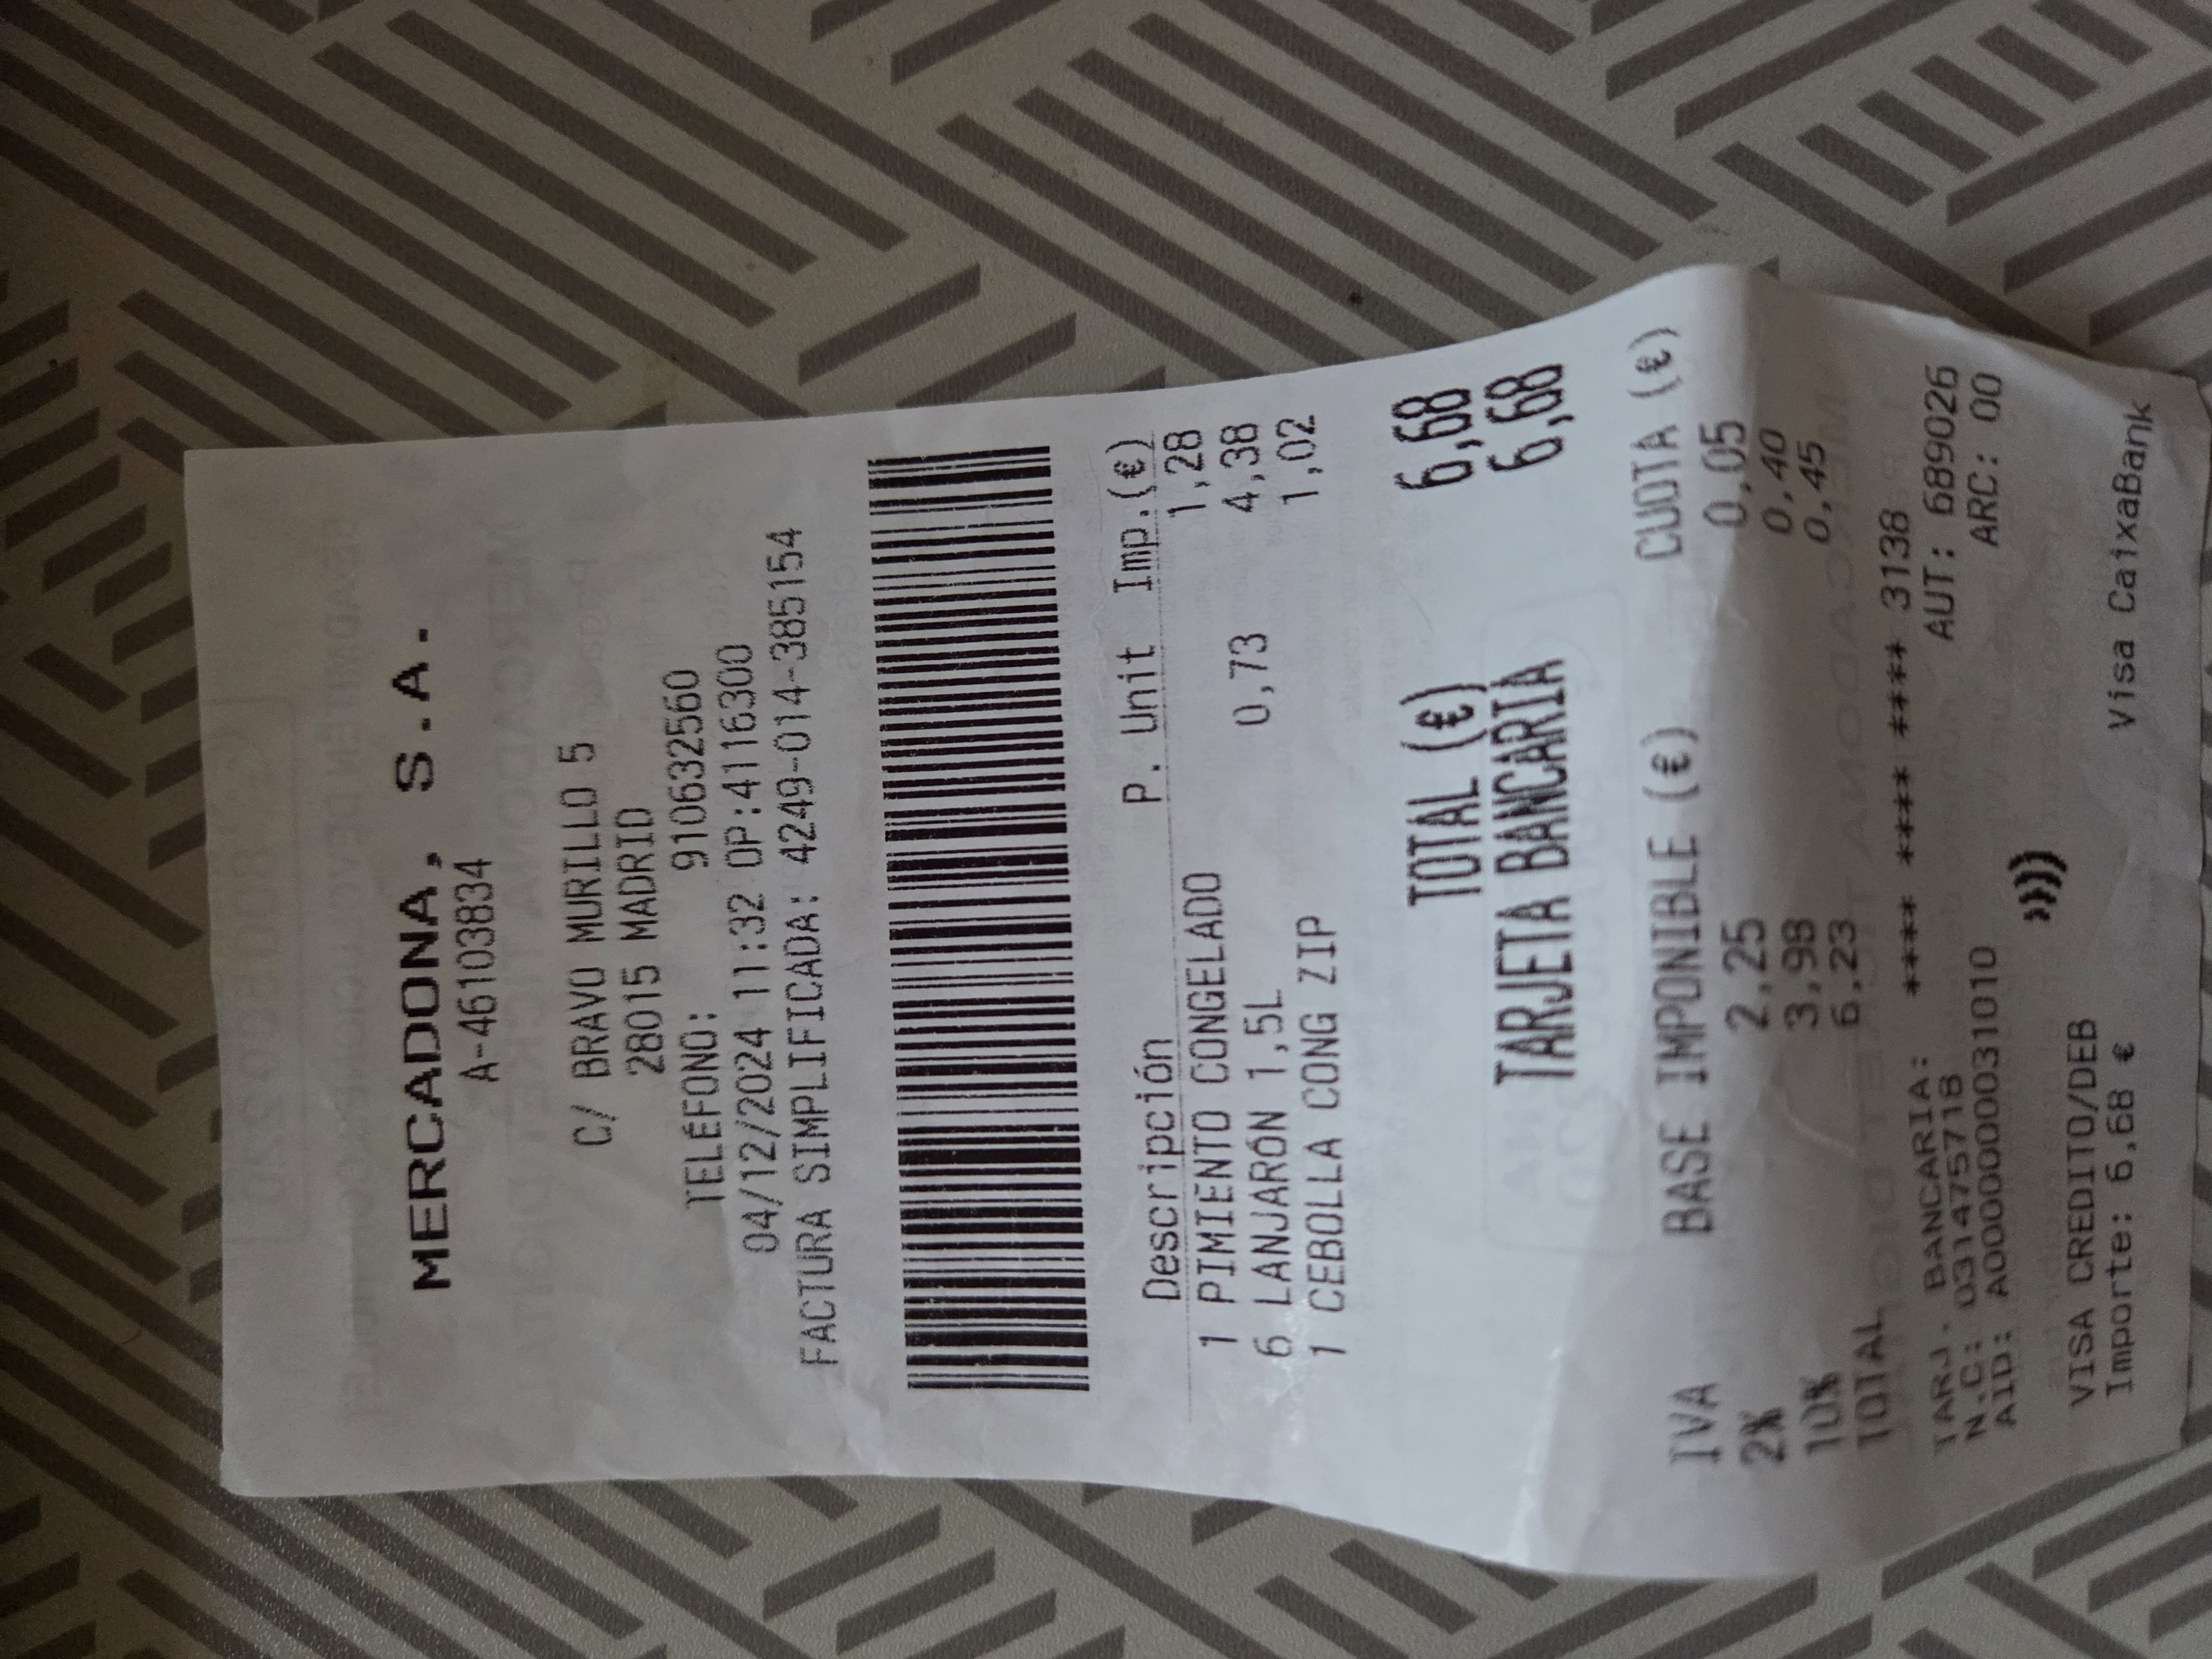 MERCADONA, S.A.
A-46103834
C/ BRAVO MURILLO 5
28015 MADRID
TELÉFONO: 910632560
04/12/2024 11:32 OP:4116300
FACTURA SIMPLIFICADA: 4249-014-385154
Descripción P. Unit Imp.(€)
1 PIMIENTO CONGELADO 1,28
6 LANJARÓN 1,5L 0,73 4,38
1 CEBOLLA CONG ZIP 1,02
TOTAL (€) 6,68
TARJETA BANCARIA 6,68
IVA BASE IMPONIBLE (€) CUOTA (€)
2% 2,25 0,05
10% 3,98 0,40
TOTAL 6,23 0,45
TARJ. BANCARIA: **** **** **** 3138
N.C: 031475718 AUT: 689026
AID: A0000000031010 ARC: 00
VISA CREDITO/DEB
Importe: 6,68 € Visa CaixaBank